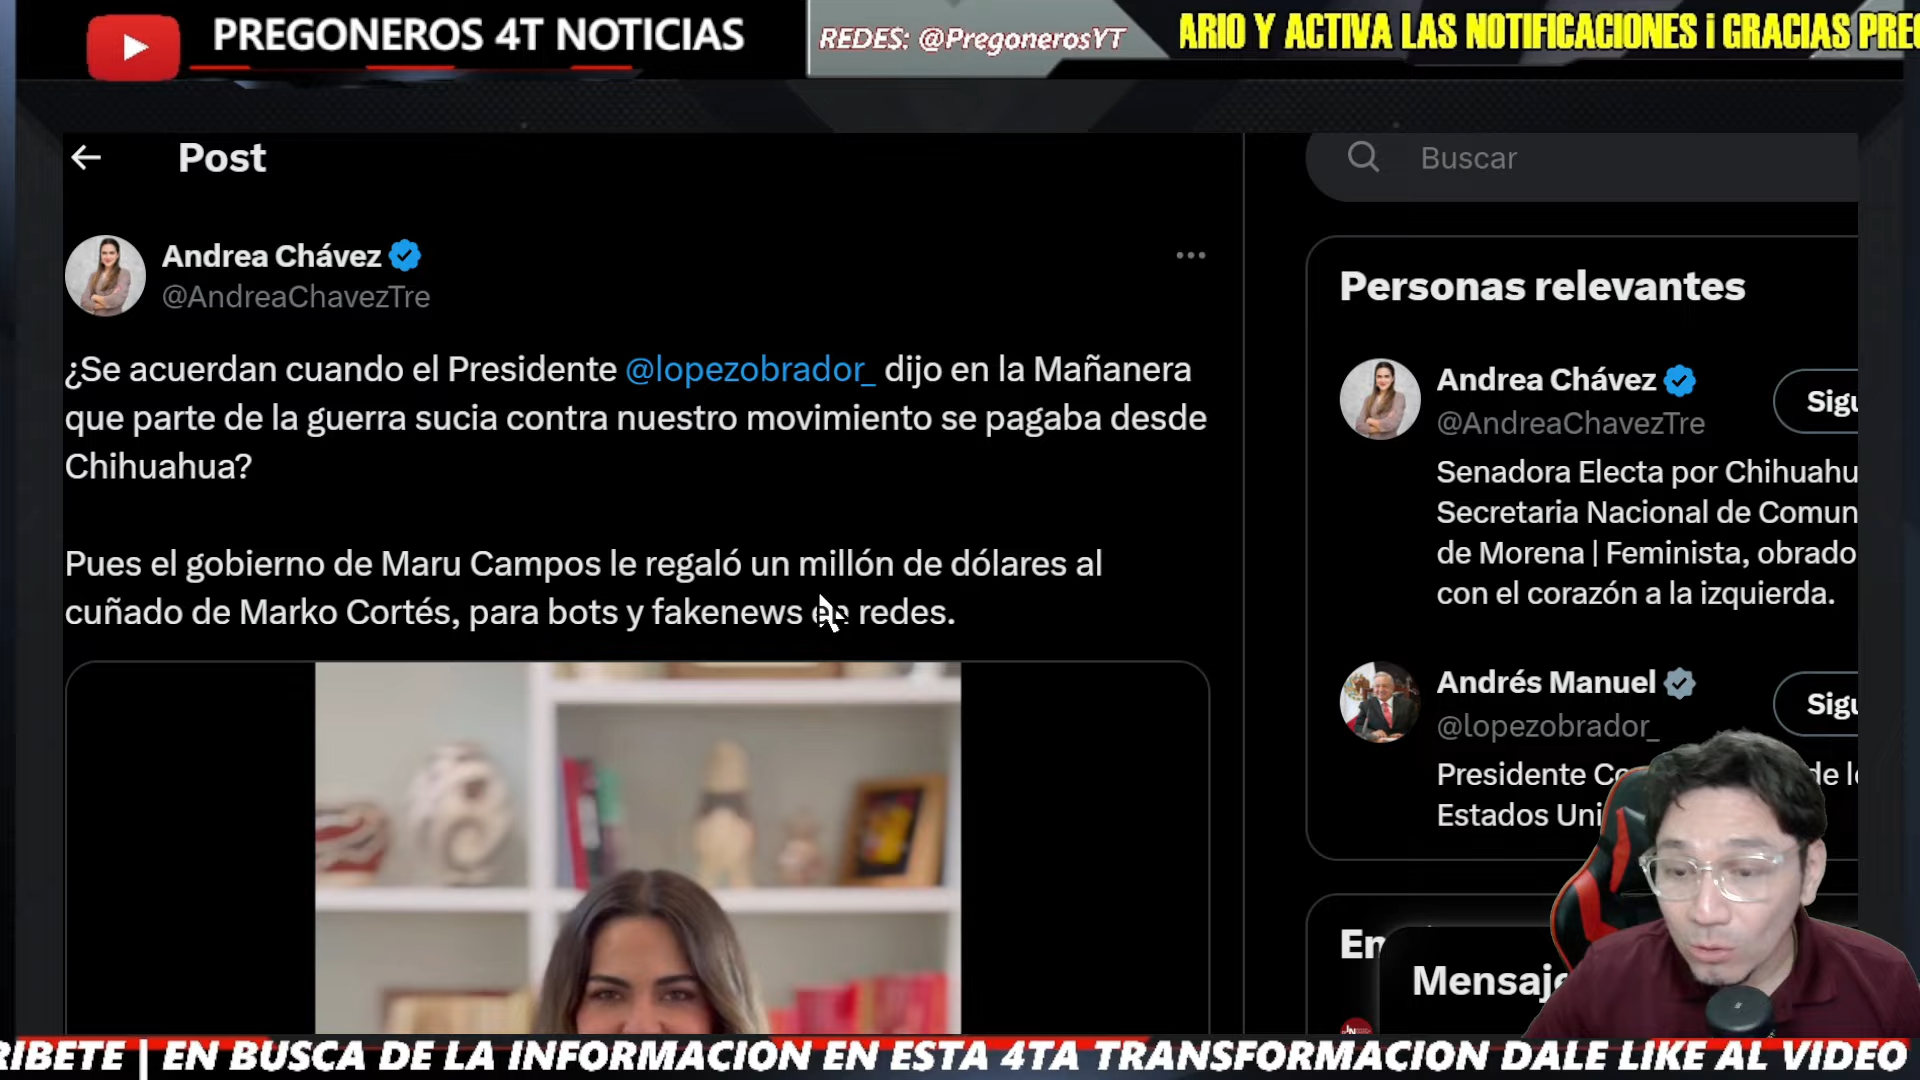 PREGONEROS 4T NOTICIAS
REDES: @PregonerosYT
ARIO Y ACTIVA LAS NOTIFICACIONES ¡ GRACIAS
Post
Buscar
Andrea Chávez
@AndreaChavezTre
¿Se acuerdan cuando el Presidente @lopezobrador_ dijo en la Mañanera
que parte de la guerra sucia contra nuestro movimiento se pagaba desde
Chihuahua?
Pues el gobierno de Maru Campos le regaló un millón de dólares al
cuñado de Marko Cortés, para bots y fakenews en redes.
Personas relevantes
Andrea Chávez
@AndreaChavezTre
Sigu
Senadora Electa por Chihuahu
Secretaria Nacional de Comun
de Morena | Feminista, obrado
con el corazón a la izquierda.
Andrés Manuel
@lopezobrador_
Sigu
Presidente
Estados Uni
En
Mensaje
RIBETE | EN BUSCA DE LA INFORMACION EN ESTA 4TA TRANSFORMACION DALE LIKE AL VIDEO